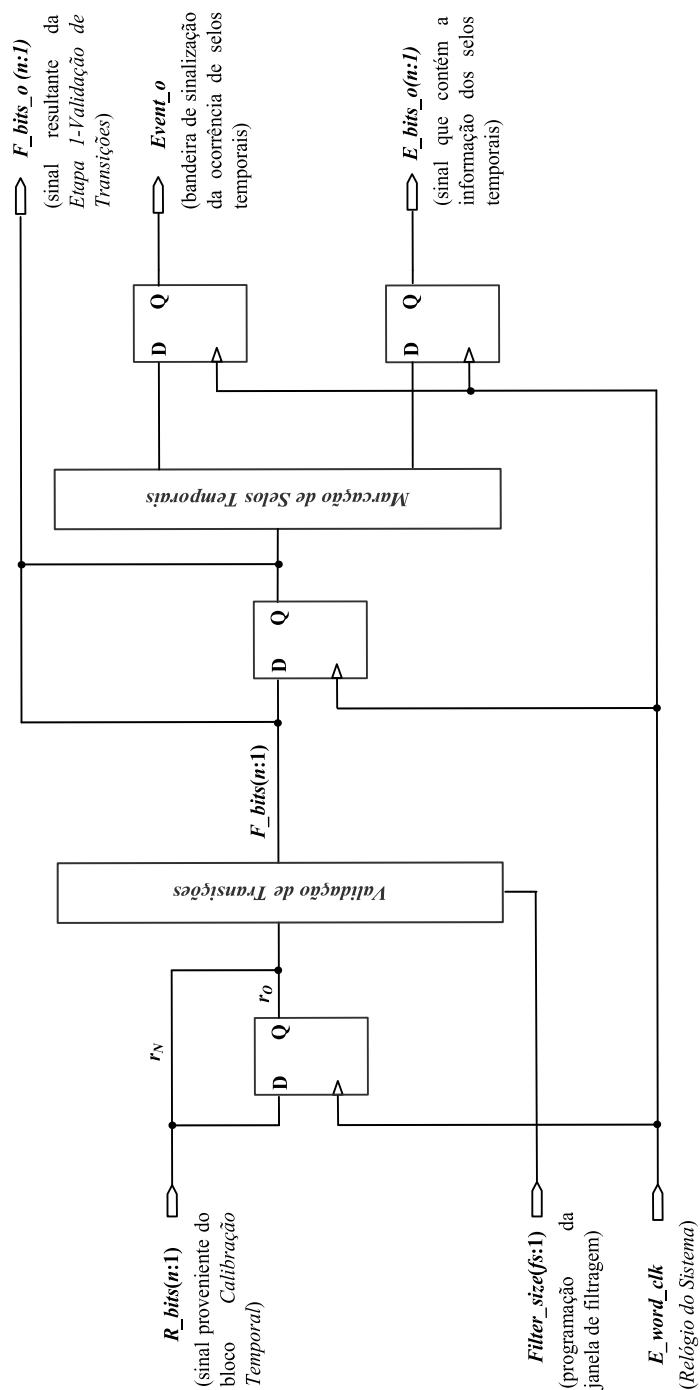 R_bits(n:1)
(sinal proveniente do
bloco Calibração
Temporal)
Filter_size(fs:1)
(programação da
janela de filtragem)
E_word_clk
(Relógio do Sistema)
r_N
D Q
r_O
Validação de Transições
F_bits(n:1)
D Q
Marcação de Selos Temporais
D Q
D Q
F_bits_o (n:1)
(sinal resultante da
Etapa 1-Validação de
Transições)
Event_o
(bandeira de sinalização
da ocorrência de selos
temporais)
E_bits_o(n:1)
(sinal que contém a
informação dos selos
temporais)